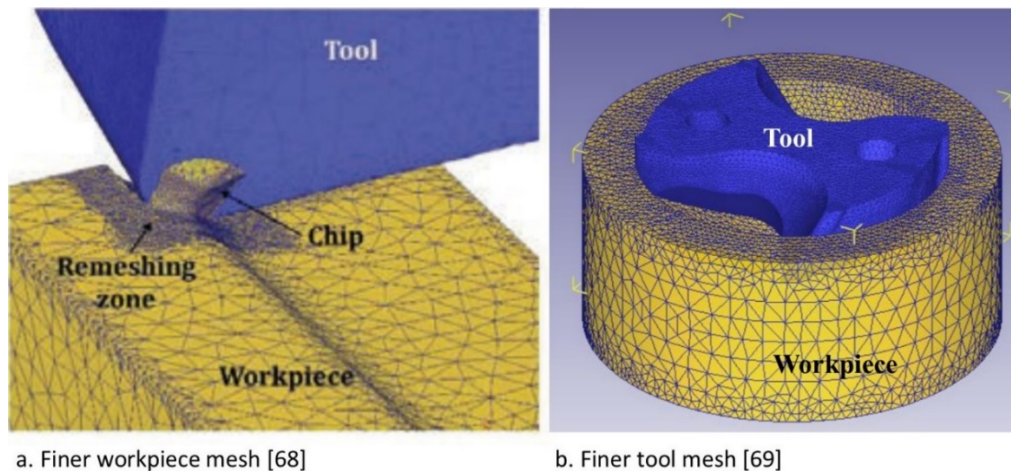 Tool
Chip
Remeshing
zone
Workpiece
Tool
Workpiece
a. Finer workpiece mesh [68]
b. Finer tool mesh [69]